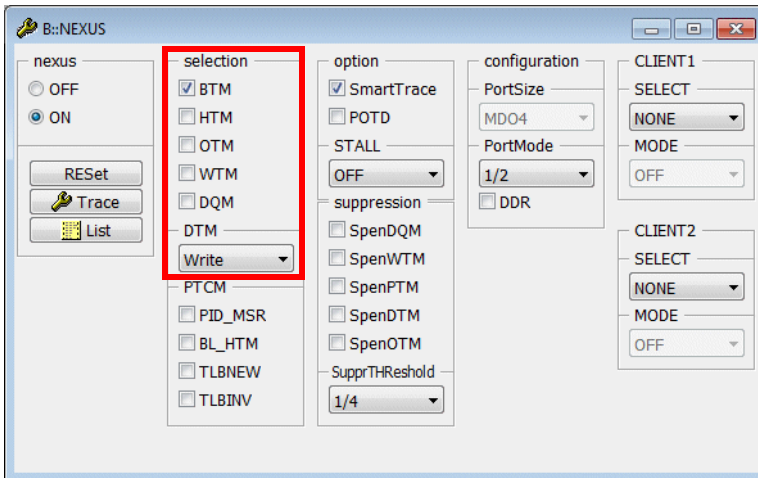 B::NEXUS
nexus
OFF
ON
RESet
Trace
List
selection
BTM
HTM
OTM
WTM
DQM
DTM
Write
PTCM
PID_MSR
BL_HTM
TLBNEW
TLBINV
option
SmartTrace
POTD
STALL
OFF
suppression
SpenDQM
SpenWTM
SpenPTM
SpenDTM
SpenOTM
SupprTHReshold
1/4
configuration
PortSize
MDO4
PortMode
1/2
DDR
CLIENT1
SELECT
NONE
MODE
OFF
CLIENT2
SELECT
NONE
MODE
OFF